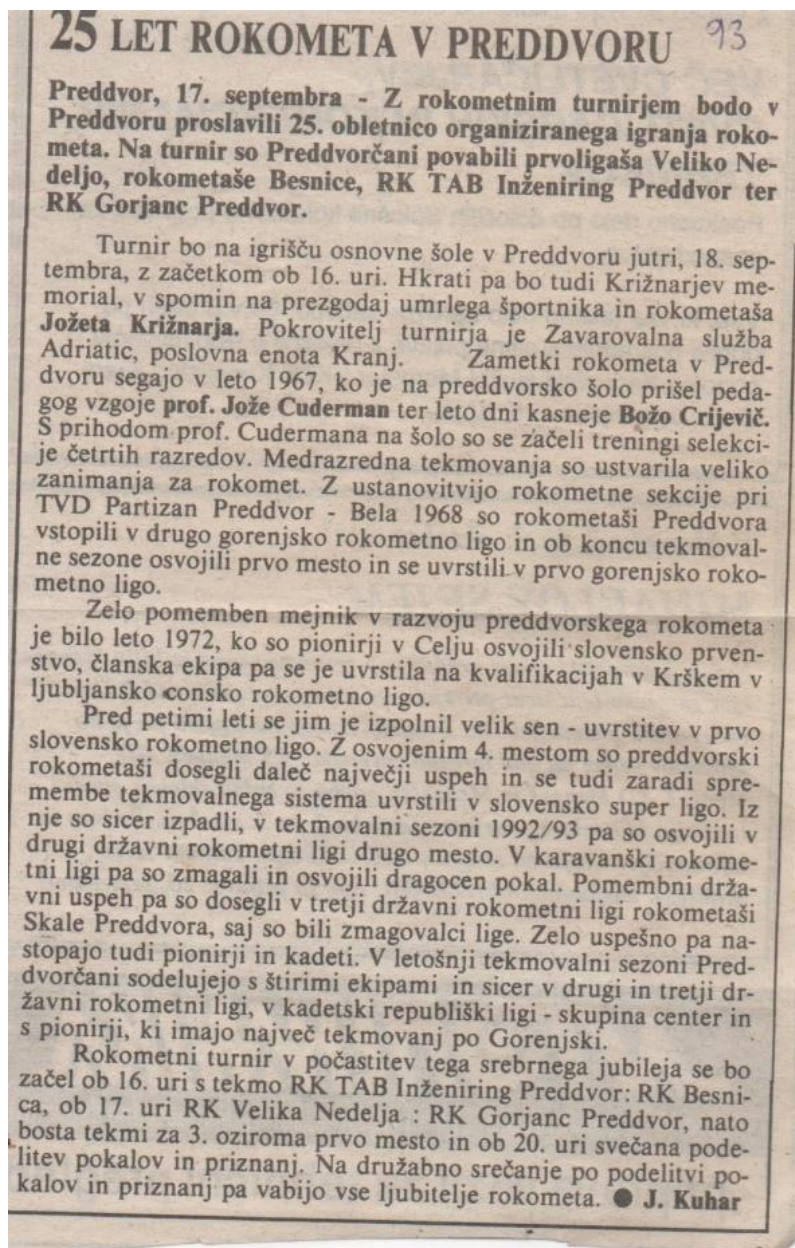 25 LET ROKOMETA V PREDDVORU
93
Preddvor, 17. septembra - Z rokometnim turnirjem bodo v
Preddvoru proslavili 25. obletnico organiziranega igranja roko-
meta. Na turnir so Preddvorčani povabili prvoligaša Veliko Ne-
deljo, rokometaše Besnice, RK TAB Inženiring Preddvor ter
RK Gorjanc Preddvor.
Turnir bo na igrišču osnovne šole v Preddvoru jutri, 18. sep-
tembra, z začetkom ob 16. uri. Hkrati pa bo tudi Križnarjev me-
morial, v spomin na prezgodaj umrlega športnika in rokometaša
Jožeta Križnarja. Pokrovitelj turnirja je Zavarovalna služba
Adriatic, poslovna enota Kranj. Zametki rokometa v Pred-
dvoru segajo v leto 1967, ko je na preddvorsko šolo prišel peda-
gog vzgoje prof. Jože Cuderman ter leto dni kasneje Božo Crijevič.
S prihodom prof. Cudermana na šolo so se začeli treningi selekci-
je četrtih razredov. Medrazredna tekmovanja so ustvarila veliko
zanimanja za rokomet. Z ustanovitvijo rokometne sekcije pri
TVD Partizan Preddvor - Bela 1968 so rokometaši Preddvora
vstopili v drugo gorenjsko rokometno ligo in ob koncu tekmoval-
ne sezone osvojili prvo mesto in se uvrstili v prvo gorenjsko roko-
metno ligo.
Zelo pomemben mejnik v razvoju preddvorskega rokometa
je bilo leto 1972, ko so pionirji v Celju osvojili slovensko prven-
stvo, članska ekipa pa se je uvrstila na kvalifikacijah v Krškem v
ljubljansko consko rokometno ligo.
Pred petimi leti se jim je izpolnil velik sen - uvrstitev v prvo
slovensko rokometno ligo. Z osvojenim 4. mestom so preddvorski
rokometaši dosegli daleč največji uspeh in se tudi zaradi spre-
membe tekmovalnega sistema uvrstili v slovensko super ligo. Iz
nje so sicer izpadli, v tekmovalni sezoni 1992/93 pa so osvojili v
drugi državni rokometni ligi drugo mesto. V karavanški rokome-
tni ligi pa so zmagali in osvojili dragocen pokal. Pomembni drža-
vni uspeh pa so dosegli v tretji državni rokometni ligi rokometaši
Skale Preddvora, saj so bili zmagovalci lige. Zelo uspešno pa na-
stopajo tudi pionirji in kadeti. V letošnji tekmovalni sezoni Pred-
dvorčani sodelujejo s štirimi ekipami in sicer v drugi in tretji dr-
žavni rokometni ligi, v kadetski republiški ligi - skupina center in
s pionirji, ki imajo največ tekmovanj po Gorenjski.
Rokometni turnir v počastitev tega srebrnega jubileja se bo
začel ob 16. uri s tekmo RK TAB Inženiring Preddvor: RK Besni-
ca, ob 17. uri RK Velika Nedelja : RK Gorjanc Preddvor, nato
bosta tekmi za 3. oziroma prvo mesto in ob 20. uri svečana pode-
litev pokalov in priznanj. Na družabno srečanje po podelitvi po-
kalov in priznanj pa vabijo vse ljubitelje rokometa. ● J. Kuhar